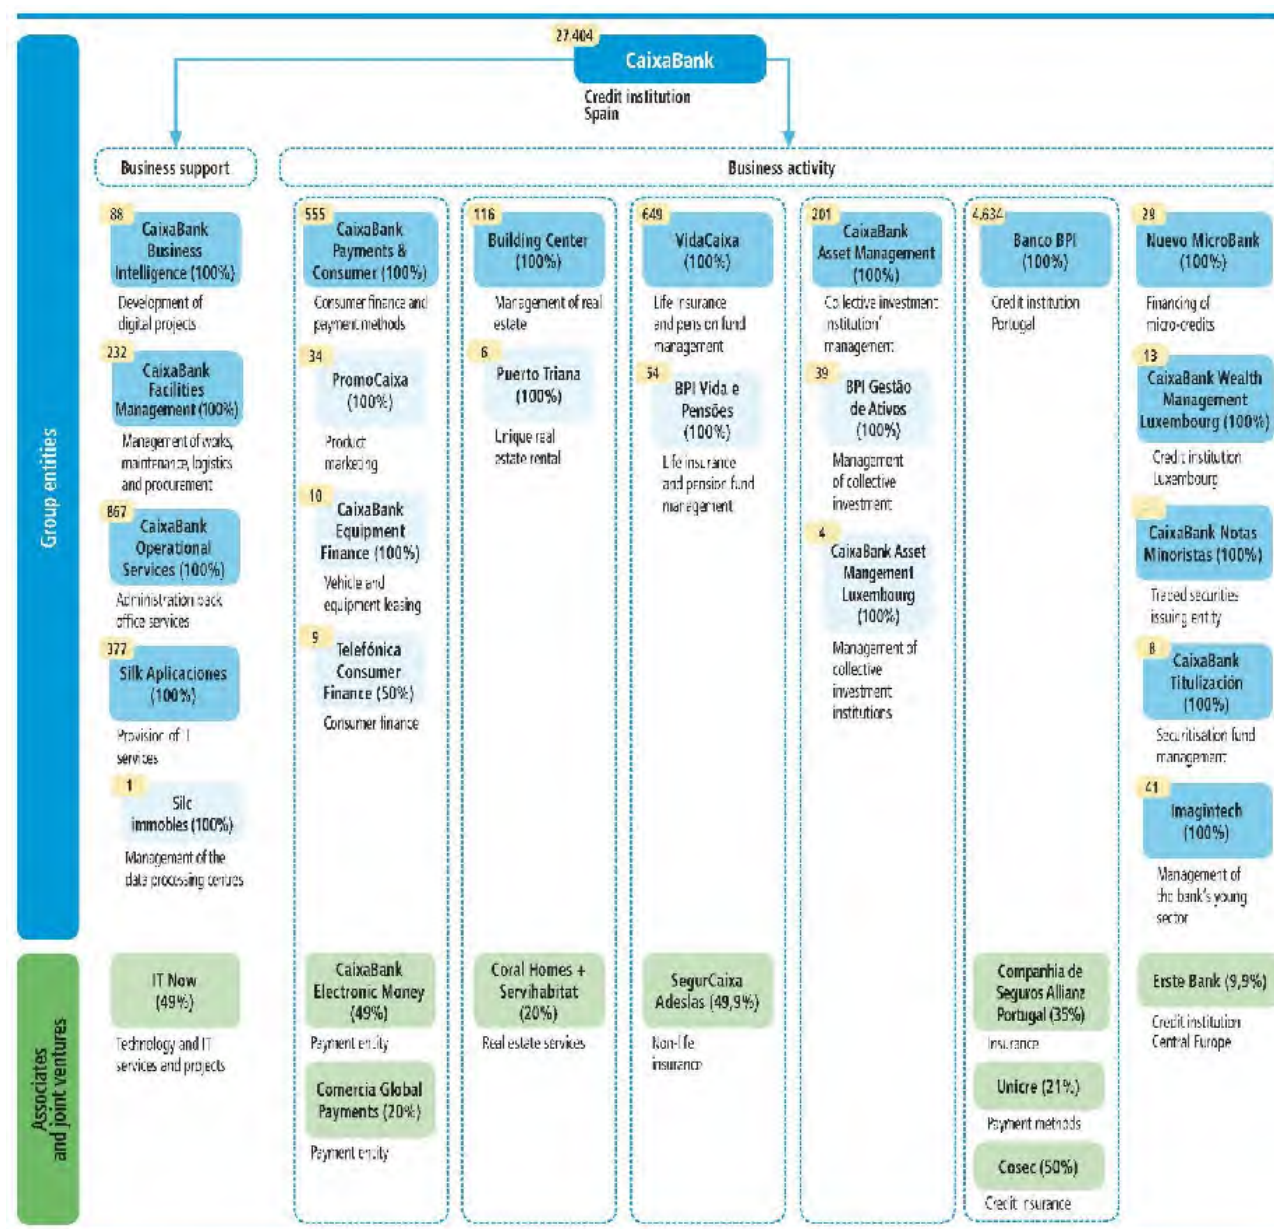 27.404
CaixaBank
Credit institution
Spain
Business support
Business activity
Group entities
88
CaixaBank
Business
Intelligence (100%)
Development of
digital projects
232
CaixaBank
Facilities
Management (100%)
Management of works,
maintenance, logistics
and procurement
867
CaixaBank
Operational
Services (100%)
Administration back
office services
377
Silk Aplicaciones
(100%)
Provision of IT
services
1
Silc
immobles (100%)
Management of the
data processing centres
555
CaixaBank
Payments &
Consumer (100%)
Consumer finance and
payment methods
34
PromoCaixa
(100%)
Product
marketing
10
CaixaBank
Equipment
Finance (100%)
Vehicle and
equipment leasing
9
Telefónica
Consumer
Finance (50%)
Consumer finance
116
Building Center
(100%)
Management of real
estate
6
Puerto Triana
(100%)
Unique real
estate rental
649
VidaCaixa
(100%)
Life insurance
and pension fund
management
54
BPI Vida e
Pensões
(100%)
Life insurance
and pension fund
management
201
CaixaBank
Asset Management
(100%)
Collective investment
institution'
management
39
BPI Gestão
de Ativos
(100%)
Management
of collective
investment
4
CaixaBank Asset
Mangement
Luxembourg
(100%)
Management of
collective
investment
institutions
4,634
Banco BPI
(100%)
Credit institution
Portugal
29
Nuevo MicroBank
(100%)
Financing of
micro-credits
13
CaixaBank Wealth
Management
Luxembourg (100%)
Credit institution
Luxembourg
CaixaBank Notas
Minoristas (100%)
Traded securities
issuing entity
8
CaixaBank
Titulización
(100%)
Securitisation fund
management
41
Imagintech
(100%)
Management of
the bank's young
sector
Associates
and joint ventures
IT Now
(49%)
Technology and IT
services and projects
CaixaBank
Electronic Money
(49%)
Payment entity
Comercia Global
Payments (20%)
Payment entity
Coral Homes +
Servihabitat
(20%)
Real estate services
SegurCaixa
Adeslas (49,9%)
Non-life
insurance
Companhia de
Seguros Allianz
Portugal (35%)
Insurance
Unicre (21%)
Payment methods
Cosec (50%)
Credit insurance
Erste Bank (9,9%)
Credit institution
Central Europe